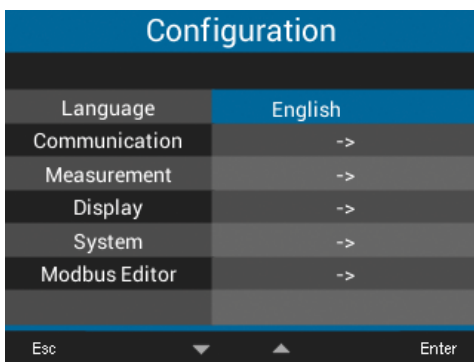 Configuration
Language English
Communication ->
Measurement ->
Display ->
System ->
Modbus Editor ->
Esc Enter